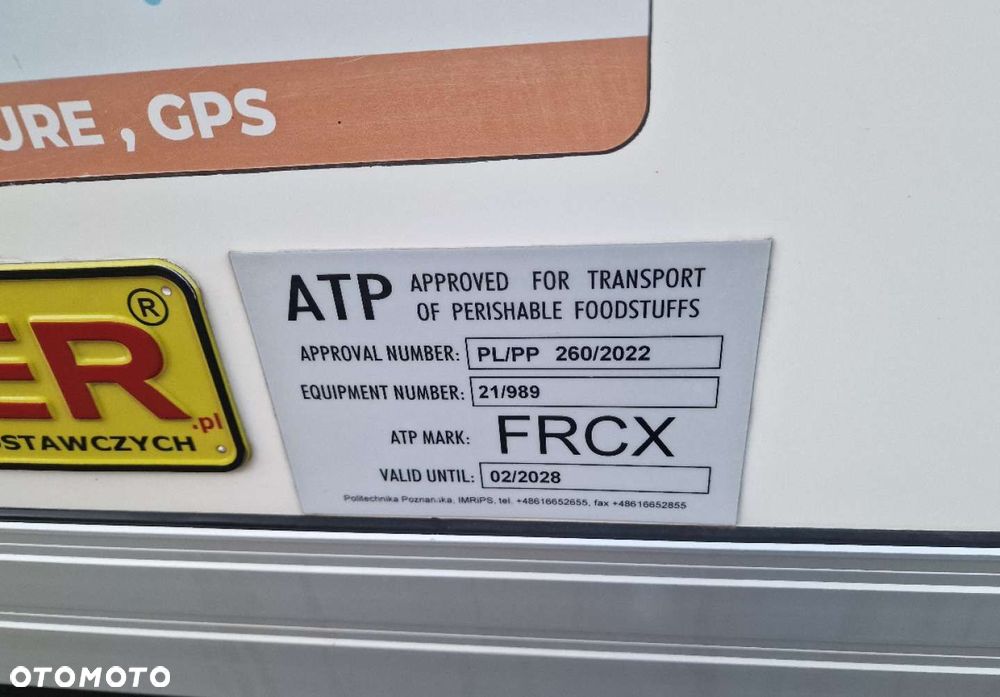 URE , GPS
ER®
.pl
STAWCZYCH
ATP APPROVED FOR TRANSPORT
OF PERISHABLE FOODSTUFFS
APPROVAL NUMBER: PL/PP 260/2022
EQUIPMENT NUMBER: 21/989
ATP MARK: FRCX
VALID UNTIL: 02/2028
Politechnika Poznańska, IMRiPS, tel. +48616652655, fax +48616652855
OTOMOTO